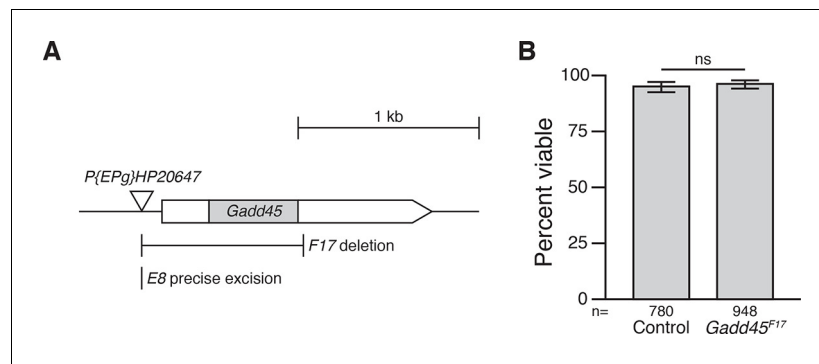 A
1 kb
P{EPg}HP20647
Gadd45
F17 deletion
E8 precise excision
B
ns
Percent viable
100
75
50
25
0
n= 780 948
Control Gadd45F17